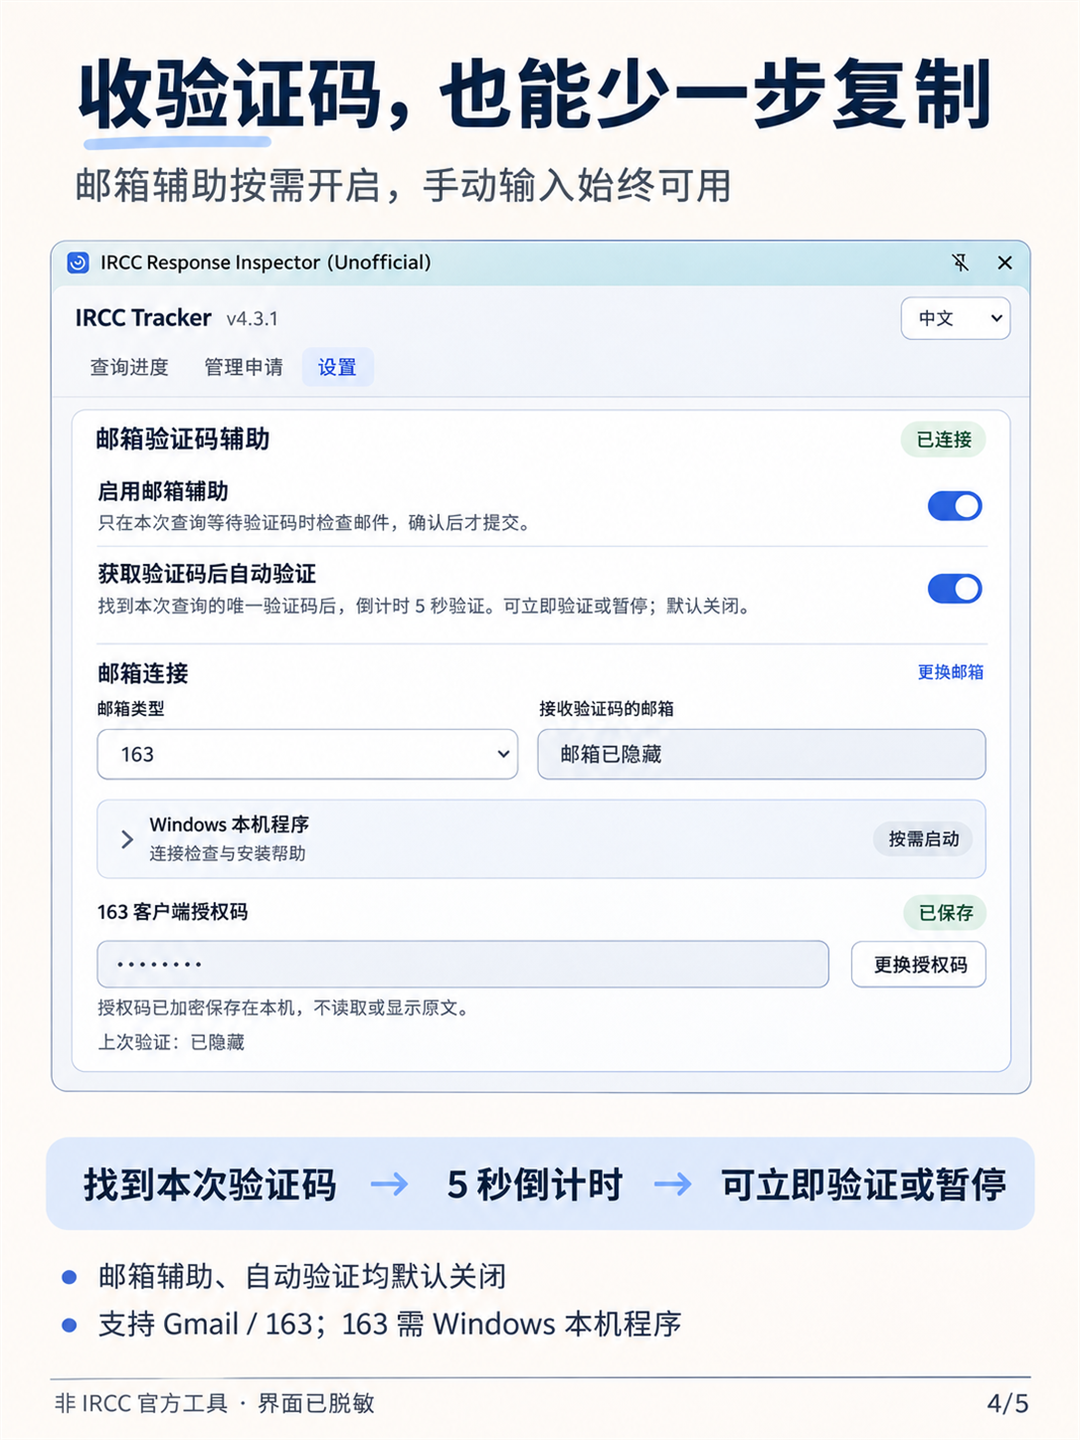 收验证码，也能少一步复制
邮箱辅助按需开启，手动输入始终可用
IRCC Response Inspector (Unofficial)
IRCC Tracker v4.3.1
中文
查询进度 管理申请 设置
邮箱验证码辅助
已连接
启用邮箱辅助
只在本次查询等待验证码时检查邮件，确认后才提交。
获取验证码后自动验证
找到本次查询的唯一验证码后，倒计时 5 秒验证。可立即验证或暂停；默认关闭。
邮箱连接
更换邮箱
邮箱类型
接收验证码的邮箱
163
邮箱已隐藏
Windows 本机程序
连接检查与安装帮助
按需启动
163 客户端授权码
已保存
••••••••
更换授权码
授权码已加密保存在本机，不读取或显示原文。
上次验证：已隐藏
找到本次验证码 → 5 秒倒计时 → 可立即验证或暂停
• 邮箱辅助、自动验证均默认关闭
• 支持 Gmail / 163；163 需 Windows 本机程序
非 IRCC 官方工具 · 界面已脱敏
4/5